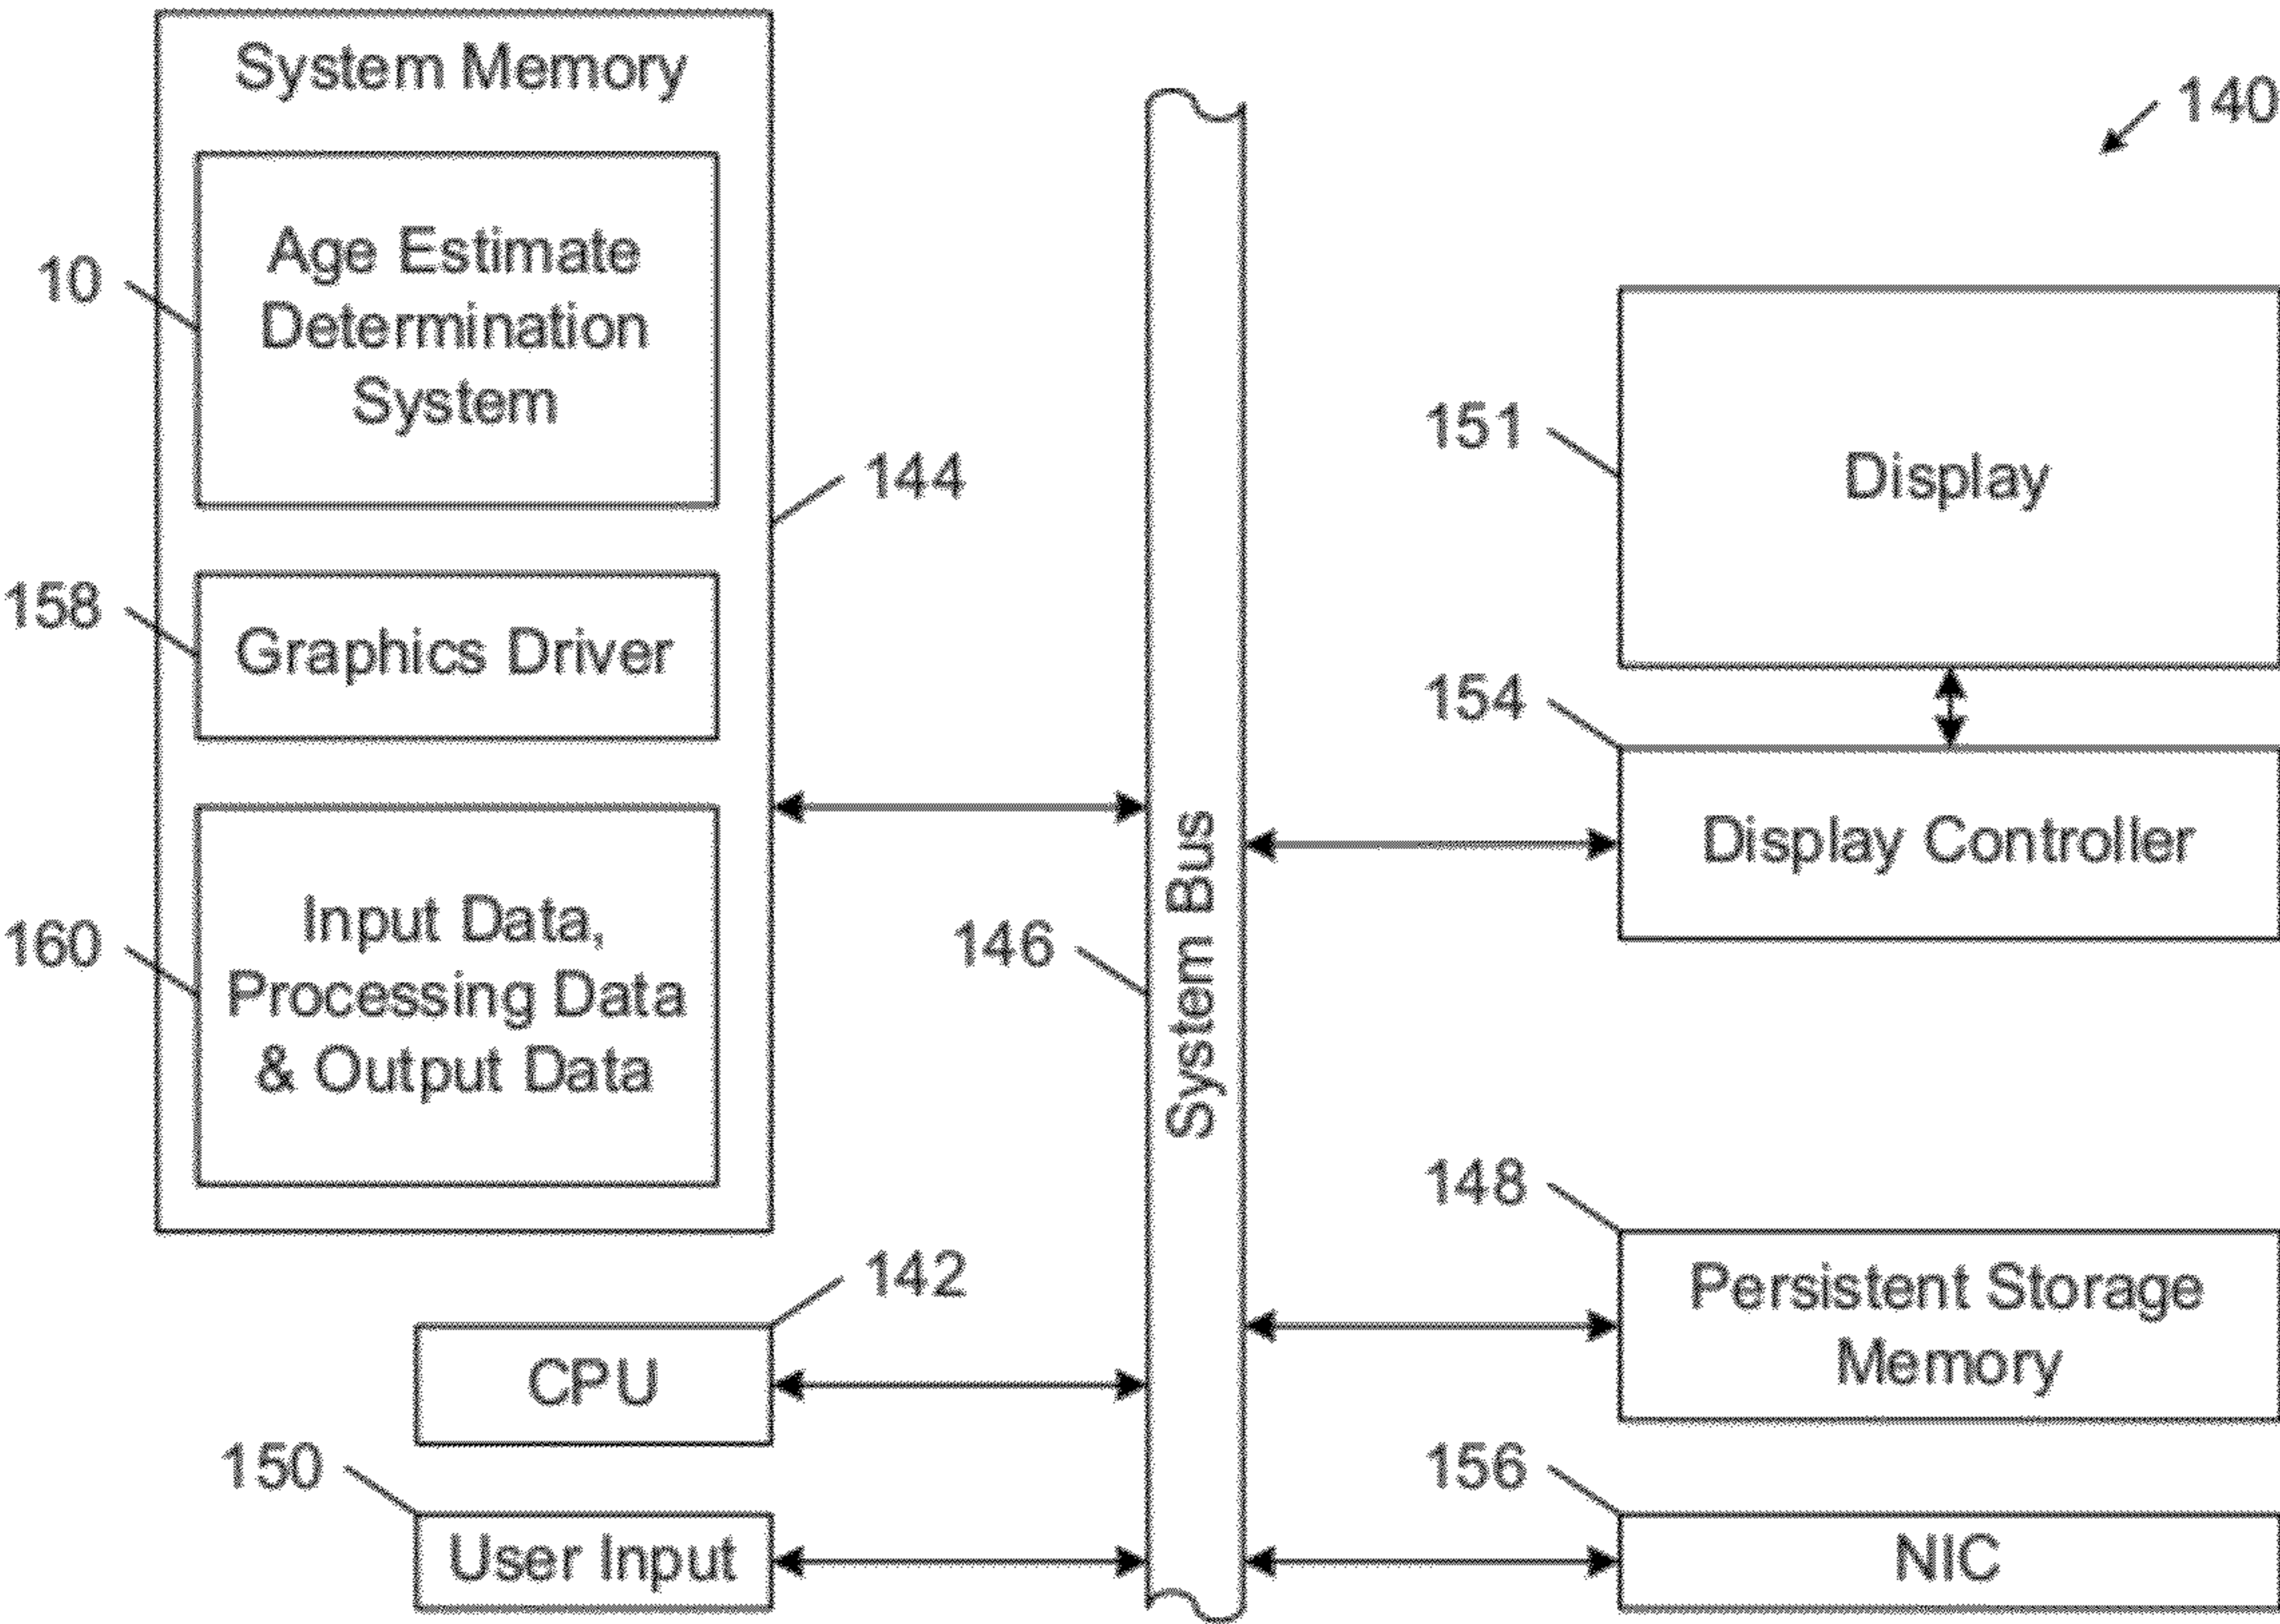 System Memory
140
Age Estimate
Determination
System
10
144
151
Display
158
Graphics Driver
154
Display Controller
160
Input Data,
Processing Data
& Output Data
146
System Bus
148
Persistent Storage
Memory
142
CPU
150
User Input
156
NIC